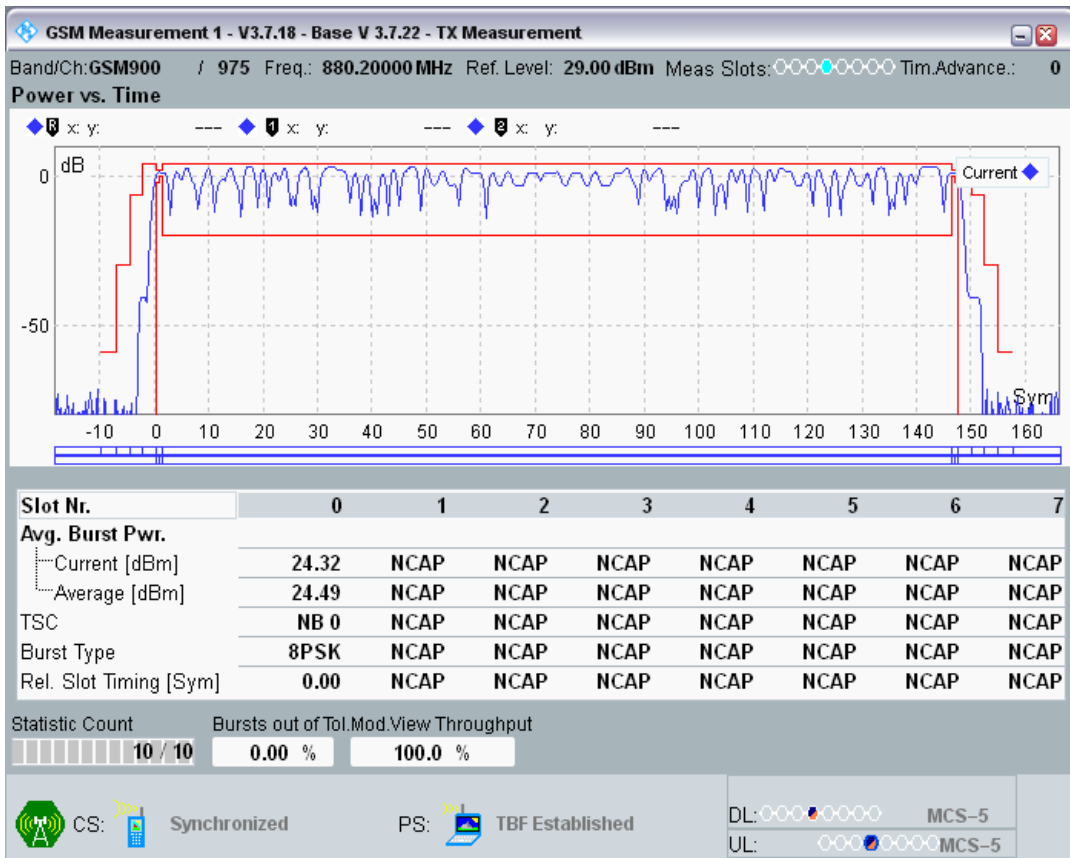 GSM Measurement 1 - V3.7.18 - Base V 3.7.22 - TX Measurement
Band/Ch:GSM900 / 975 Freq.: 880.20000 MHz Ref. Level: 29.00 dBm Meas Slots: Tim.Advance.: 0
Power vs. Time
R x: y: --- 1 x: y: --- 2 x: y: ---
dB
Current
0
-50
Sym
-10 0 10 20 30 40 50 60 70 80 90 100 110 120 130 140 150 160
Slot Nr. 0 1 2 3 4 5 6 7
Avg. Burst Pwr.
Current [dBm] 24.32 NCAP NCAP NCAP NCAP NCAP NCAP NCAP
Average [dBm] 24.49 NCAP NCAP NCAP NCAP NCAP NCAP NCAP
TSC NB 0 NCAP NCAP NCAP NCAP NCAP NCAP NCAP
Burst Type 8PSK NCAP NCAP NCAP NCAP NCAP NCAP NCAP
Rel. Slot Timing [Sym] 0.00 NCAP NCAP NCAP NCAP NCAP NCAP NCAP
Statistic Count Bursts out of Tol.Mod.View Throughput
10 / 10 0.00 % 100.0 %
CS: Synchronized PS: TBF Established
DL: MCS-5
UL: MCS-5